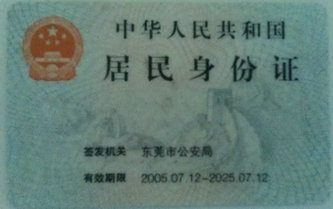 中华人民共和国
居民身份证
签发机关 东莞市公安局
有效期限 2005.07.12-2025.07.12